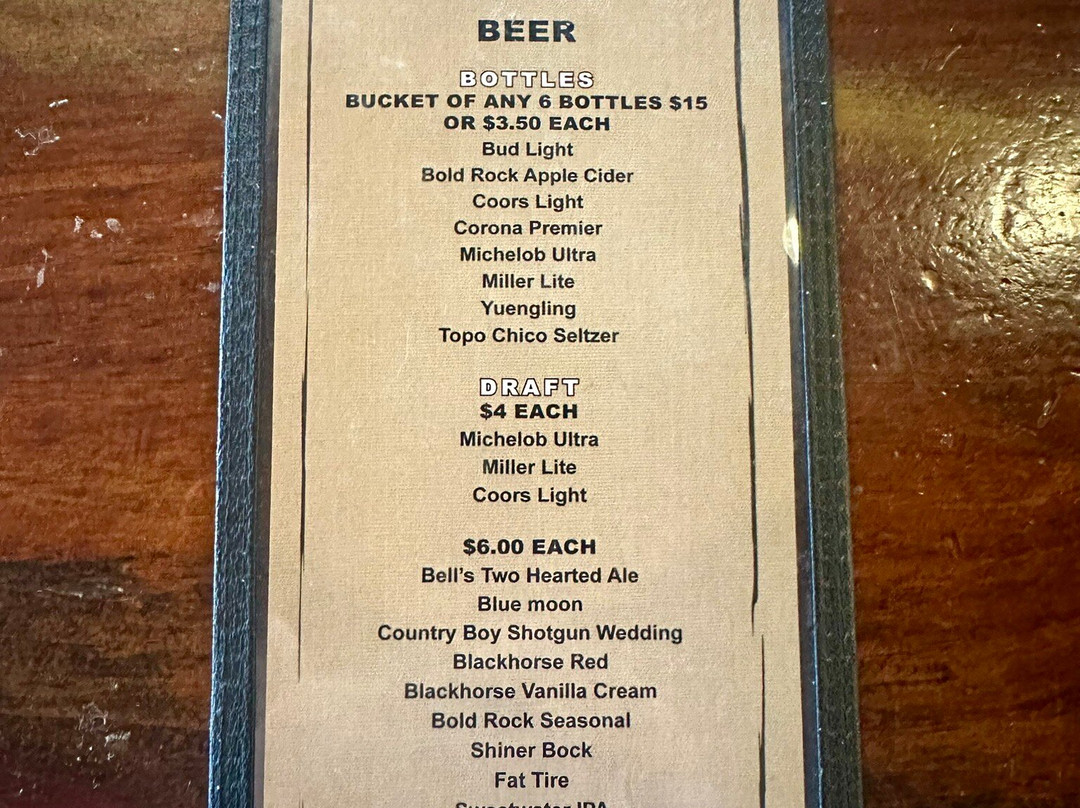 BEER
BOTTLES
BUCKET OF ANY 6 BOTTLES $15
OR $3.50 EACH
Bud Light
Bold Rock Apple Cider
Coors Light
Corona Premier
Michelob Ultra
Miller Lite
Yuengling
Topo Chico Seltzer
DRAFT
$4 EACH
Michelob Ultra
Miller Lite
Coors Light
$6.00 EACH
Bell's Two Hearted Ale
Blue moon
Country Boy Shotgun Wedding
Blackhorse Red
Blackhorse Vanilla Cream
Bold Rock Seasonal
Shiner Bock
Fat Tire
Sweetwater IPA